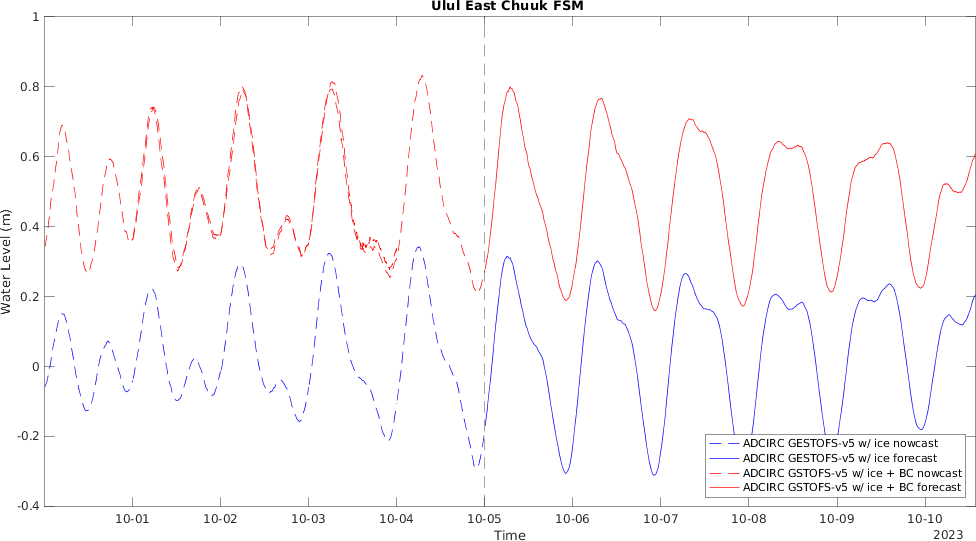 Ulul East Chuuk FSM
1
0.8
0.6
0.4
0.2
0
-0.2
-0.4
Water Level (m)
ADCIRC GESTOFS-v5 w/ ice nowcast
ADCIRC GESTOFS-v5 w/ ice forecast
ADCIRC GSTOFS-v5 w/ ice + BC nowcast
ADCIRC GSTOFS-v5 w/ ice + BC forecast
10-01 10-02 10-03 10-04 10-05 10-06 10-07 10-08 10-09 10-10
Time
2023